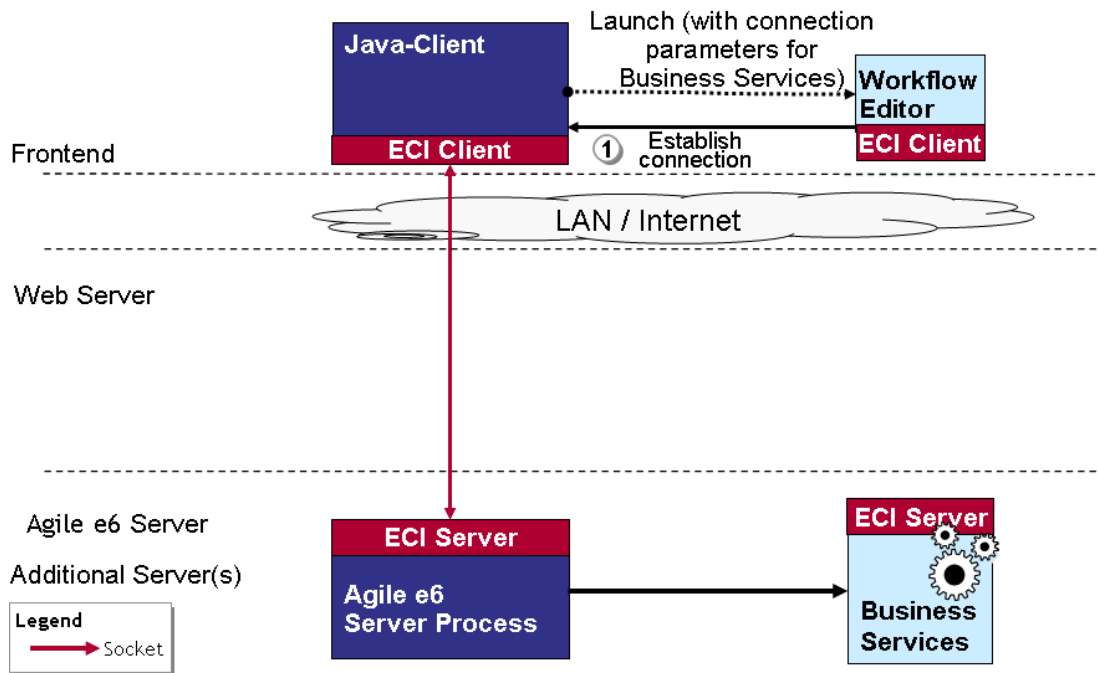 Java-Client
Launch (with connection
parameters for
Business Services)
Workflow
Editor
ECI Client
ECI Client
1
Establish
connection
Frontend
LAN / Internet
Web Server
Agile e6 Server
Additional Server(s)
ECI Server
Agile e6
Server Process
ECI Server
Business
Services
Legend
Socket